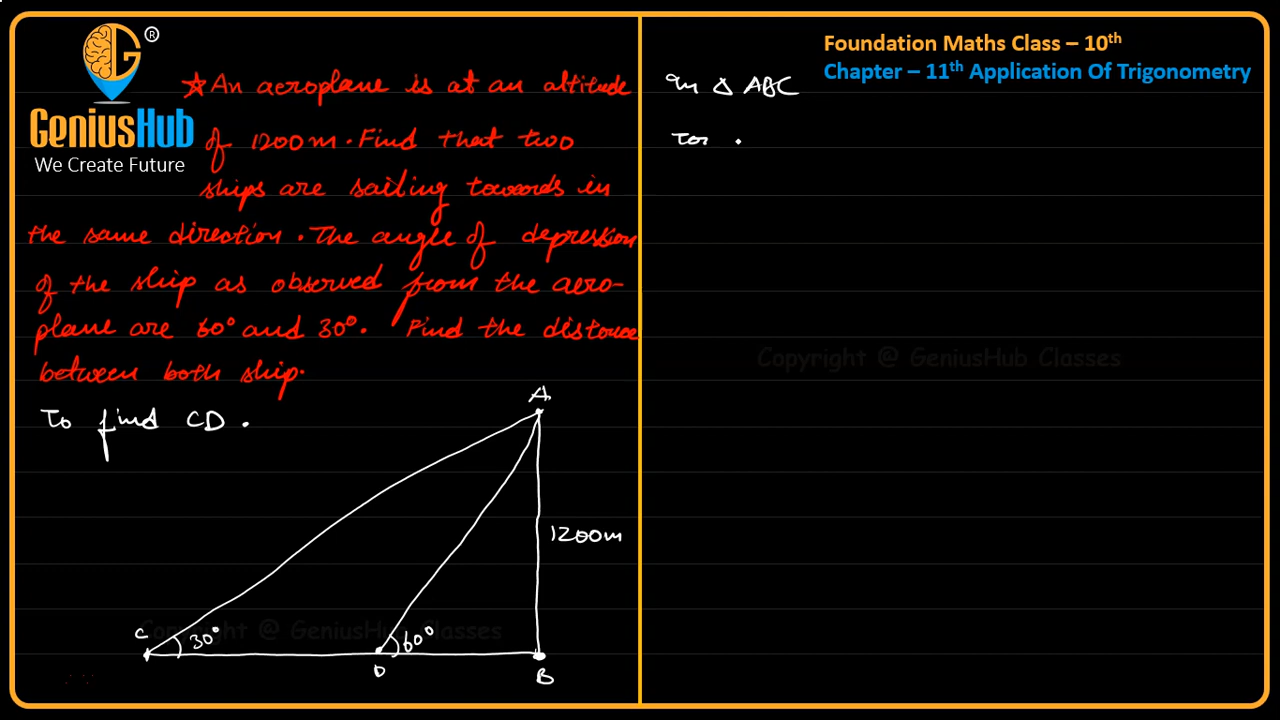 ®
GENIUSHUB
We Create Future
☆ An aeroplane is at an altitude
of 1200m. Find that two
ships are sailing towards in
the same direction. The angle of depression
of the ship as observed from the aero-
plane are 60° and 30°. Find the distance
between both ship.
To find CD.
A
1200m
C
30°
60°
D
B
Copyright @ GeniusHub Classes
Foundation Maths Class – 10th
Chapter – 11th Application Of Trigonometry
In Δ ABC
Copyright @ GeniusHub Classes